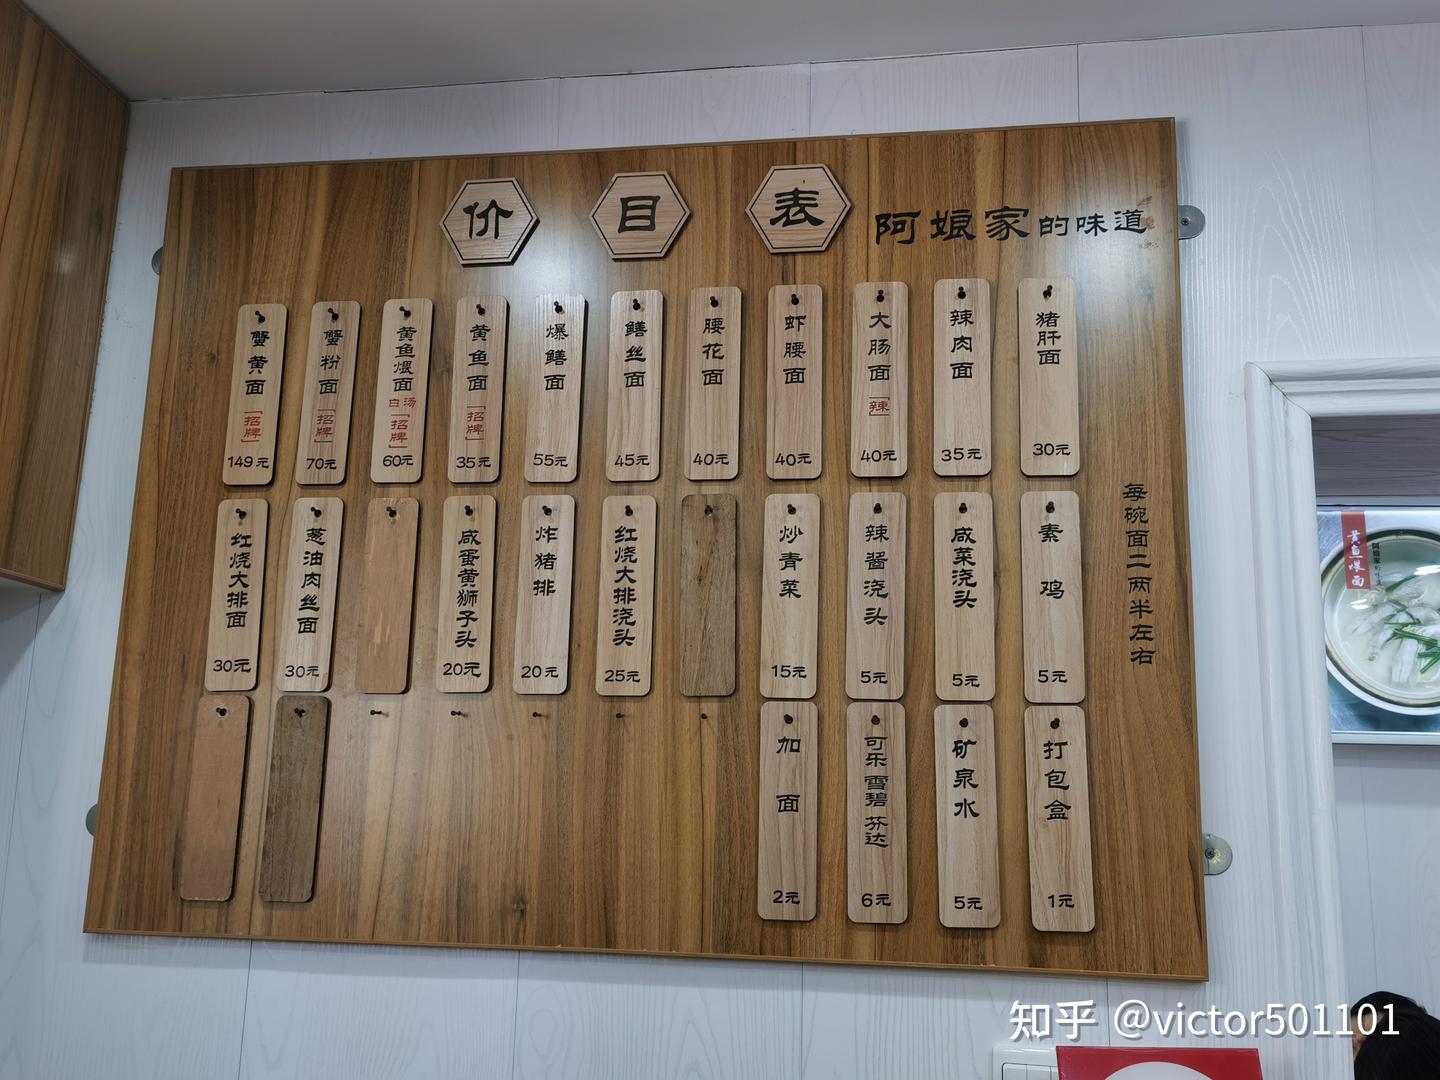 价目表
阿娘家的味道
蟹黄面 [招牌] 149元
蟹粉面 [招牌] 70元
黄鱼煨面 白汤 [招牌] 60元
黄鱼面 [招牌] 35元
爆鳝面 55元
鳝丝面 45元
腰花面 40元
虾腰面 40元
大肠面 [辣] 40元
辣肉面 35元
猪肝面 30元
红烧大排面 30元
葱油肉丝面 30元
咸蛋黄狮子头 20元
炸猪排 20元
红烧大排浇头 25元
炒青菜 15元
辣酱浇头 5元
咸菜浇头 5元
素鸡 5元
加面 2元
可乐 雪碧 芬达 6元
矿泉水 5元
打包盒 1元
每碗面二两半左右
黄鱼煨面
知乎 @victor501101